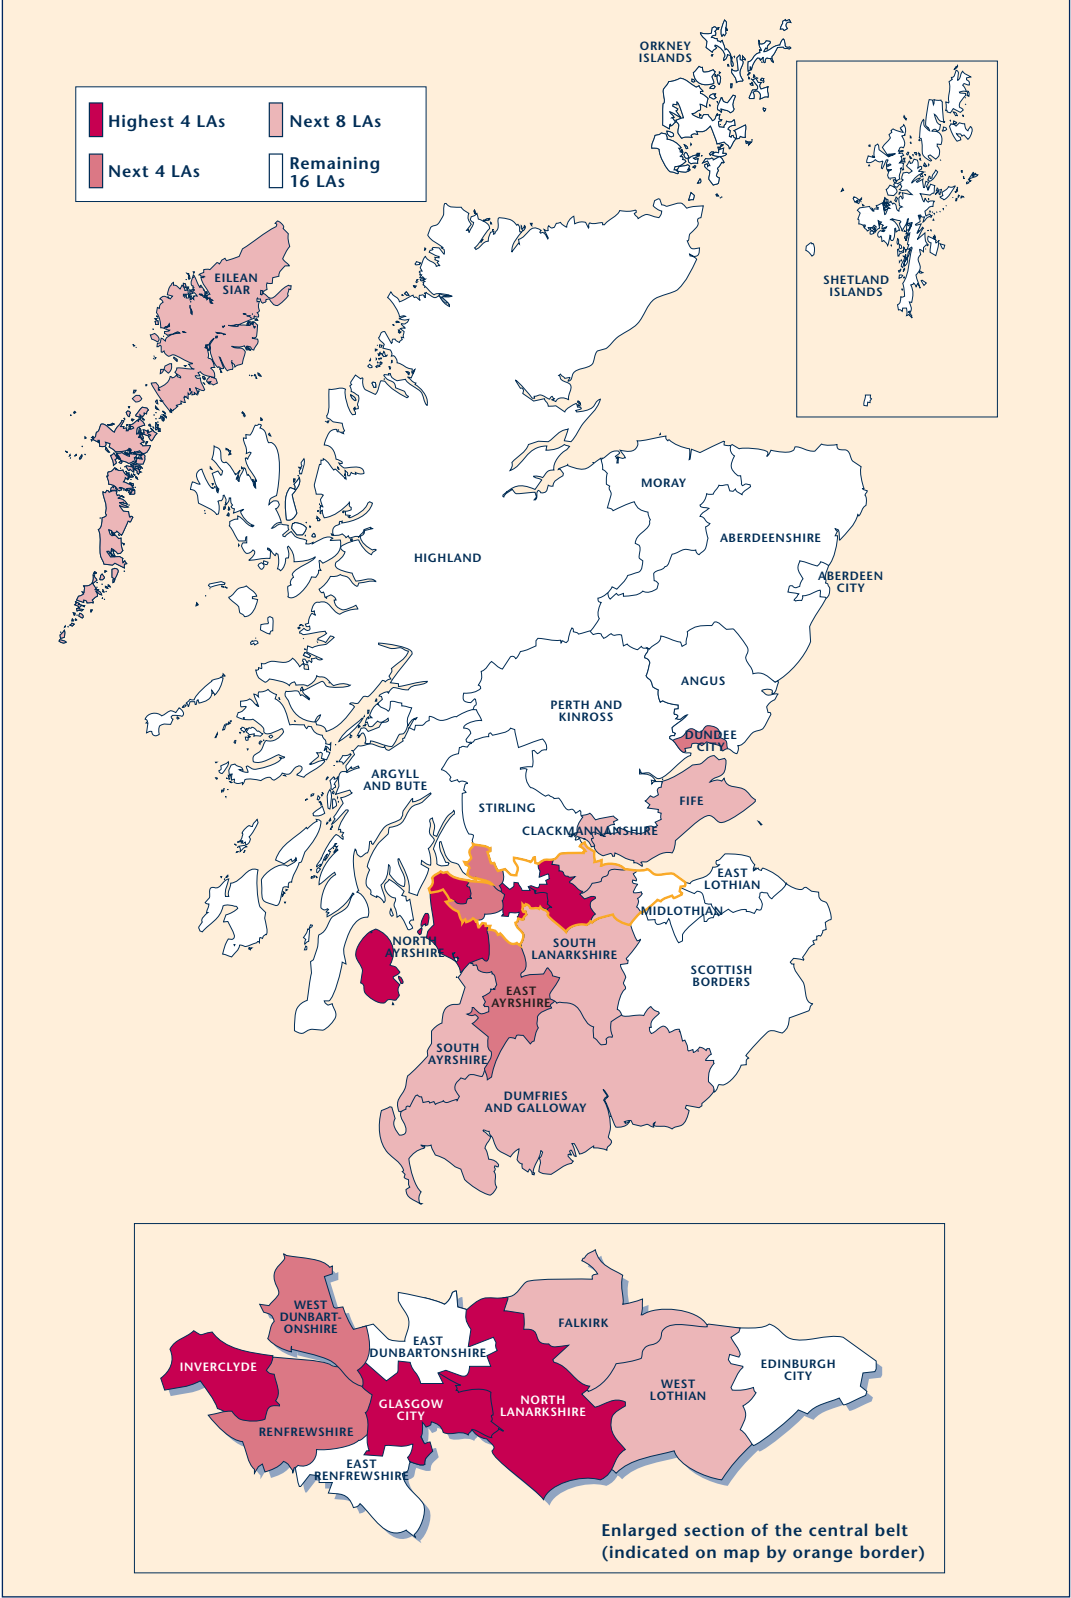 ORKNEY
ISLANDS
Highest 4 LAs
Next 8 LAs
Next 4 LAs
Remaining
16 LAs
EILEAN
SIAR
SHETLAND
ISLANDS
MORAY
HIGHLAND
ABERDEENSHIRE
ABERDEEN
CITY
ANGUS
PERTH AND
KINROSS
DUNDEE
CITY
ARGYLL
AND BUTE
STIRLING
FIFE
CLACKMANNANSHIRE
EAST
LOTHIAN
MIDLOTHIAN
NORTH
AYRSHIRE
SOUTH
LANARKSHIRE
SCOTTISH
BORDERS
EAST
AYRSHIRE
SOUTH
AYRSHIRE
DUMFRIES
AND GALLOWAY
WEST
DUNBART-
ONSHIRE
FALKIRK
EAST
DUNBARTONSHIRE
INVERCLYDE
EDINBURGH
CITY
WEST
LOTHIAN
GLASGOW
CITY
NORTH
LANARKSHIRE
RENFREWSHIRE
EAST
RENFREWSHIRE
Enlarged section of the central belt
(indicated on map by orange border)